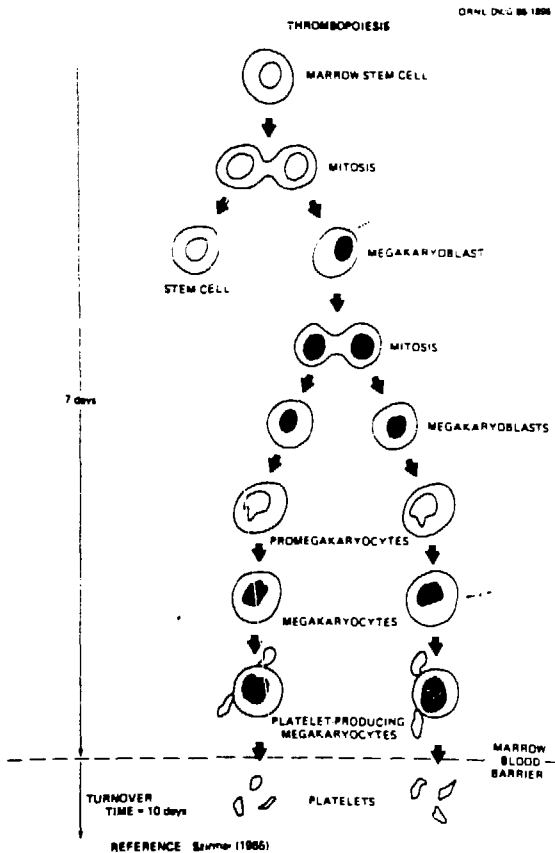 THROMBOPOIESIS
MARROW STEM CELL
MITOSIS
STEM CELL
MEGAKARYOBLAST
MITOSIS
7 days
MEGAKARYOBLASTS
PROMEGAKARYOCYTES
MEGAKARYOCYTES
PLATELET-PRODUCING
MEGAKARYOCYTES
MARROW
BLOOD
BARRIER
TURNOVER
TIME = 10 days
PLATELETS
REFERENCE (1985)